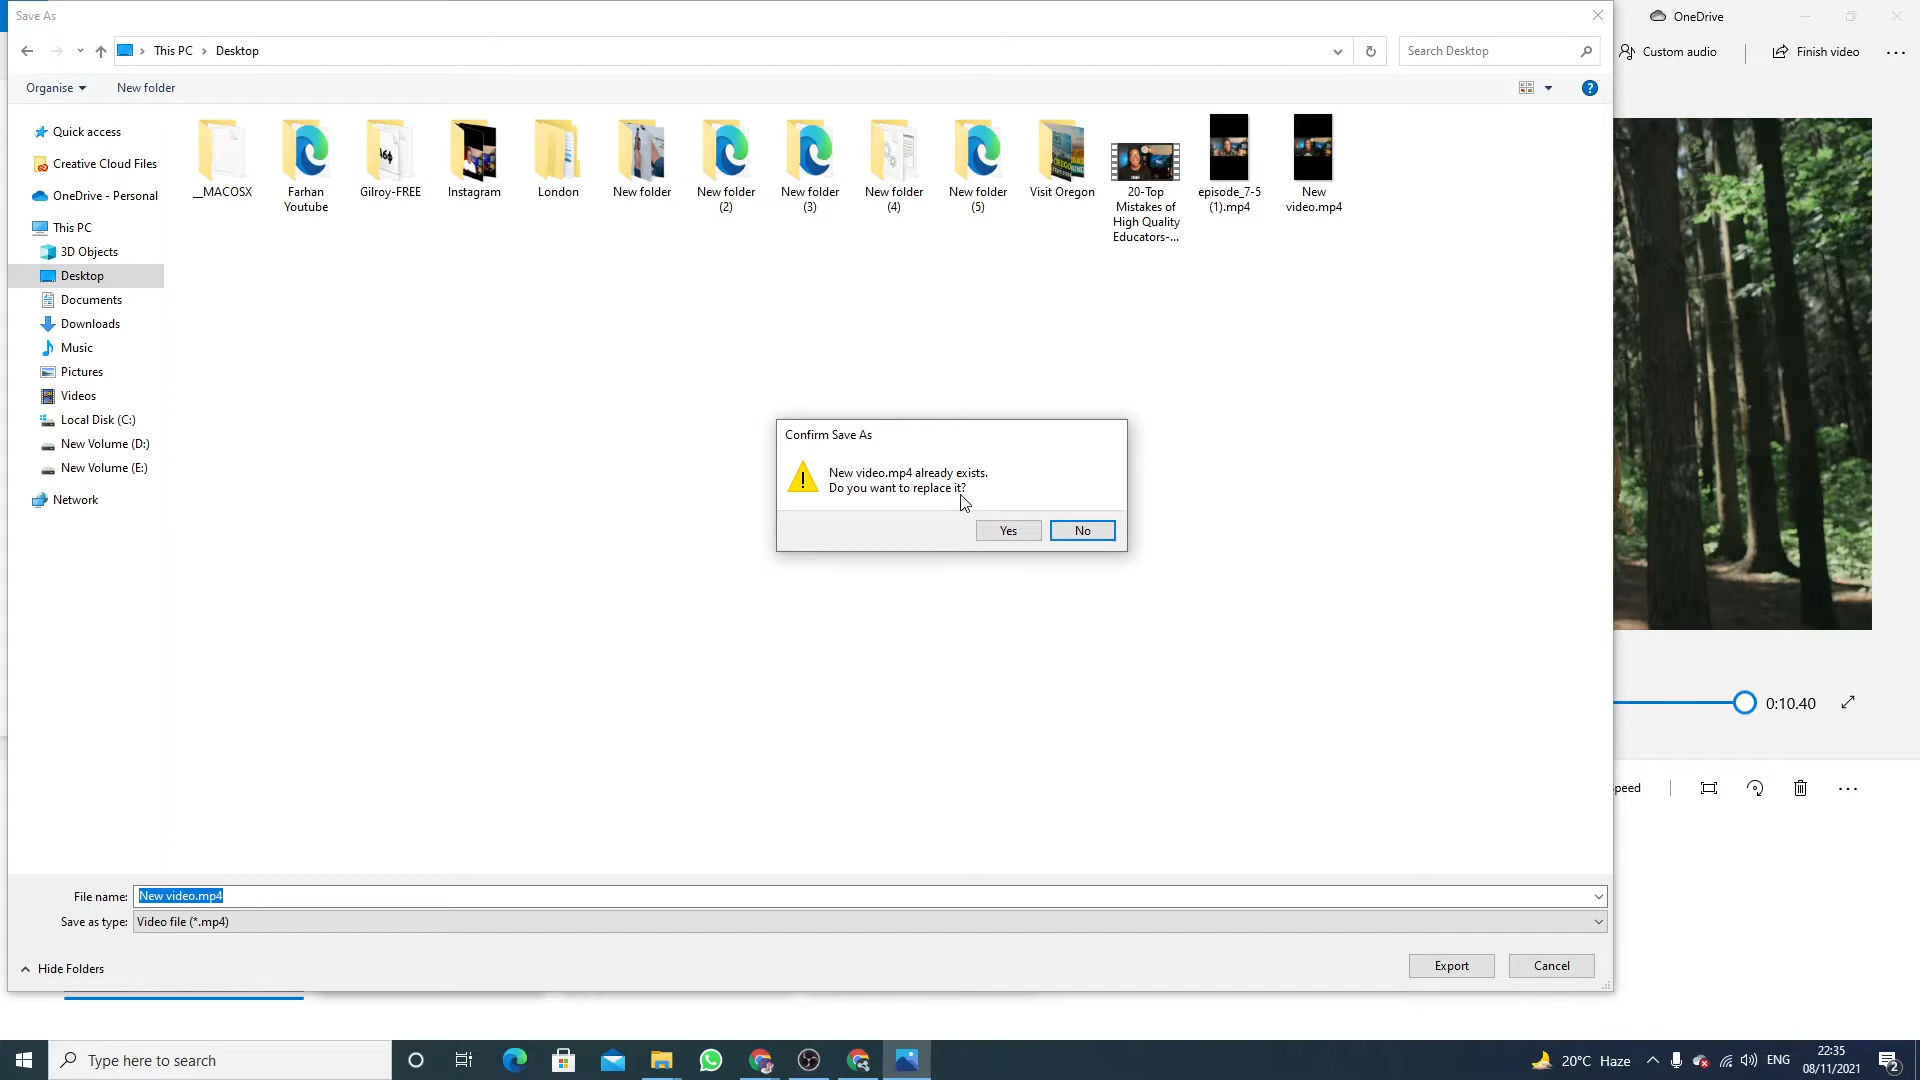 Save As
OneDrive
This PC
Desktop
Search Desktop
Custom audio
Finish video
Organise
New folder
Quick access
Creative Cloud Files
OneDrive - Personal
This PC
3D Objects
Desktop
Documents
Downloads
Music
Pictures
Videos
Local Disk (C:)
New Volume (D:)
New Volume (E:)
Network
__MACOSX
Farhan
Youtube
Gilroy-FREE
Instagram
London
New folder
New folder
(2)
New folder
(3)
New folder
(4)
New folder
(5)
Visit Oregon
20-Top
Mistakes of
High Quality
Educators-...
episode_7-5
(1).mp4
New
video.mp4
Confirm Save As
New video.mp4 already exists.
Do you want to replace it?
Yes
No
0:10.40
peed
File name:
New video.mp4
Save as type:
Video file (*.mp4)
Hide Folders
Export
Cancel
Type here to search
20°C Haze
ENG
22:35
08/11/2021
2